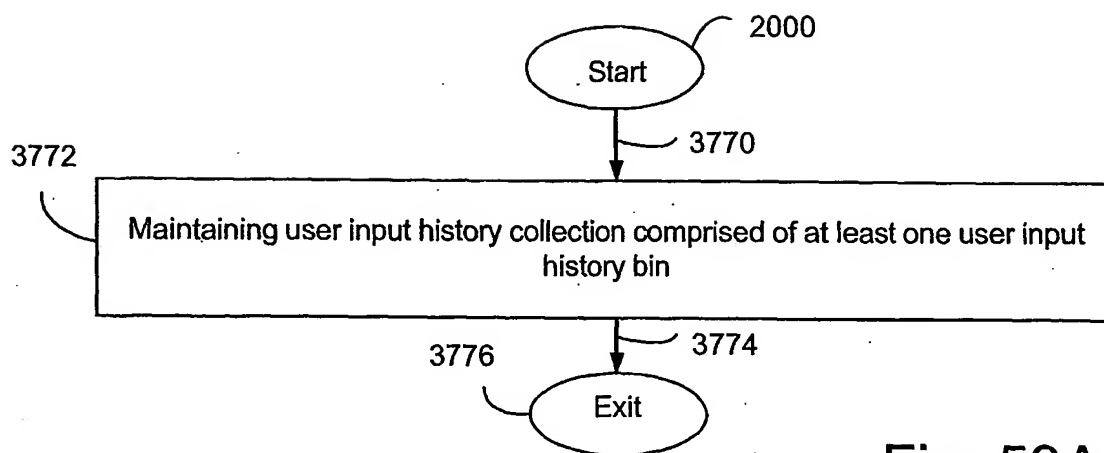 2000
Start
3770
3772
Maintaining user input history collection comprised of at least one user input
history bin
3774
3776
Exit